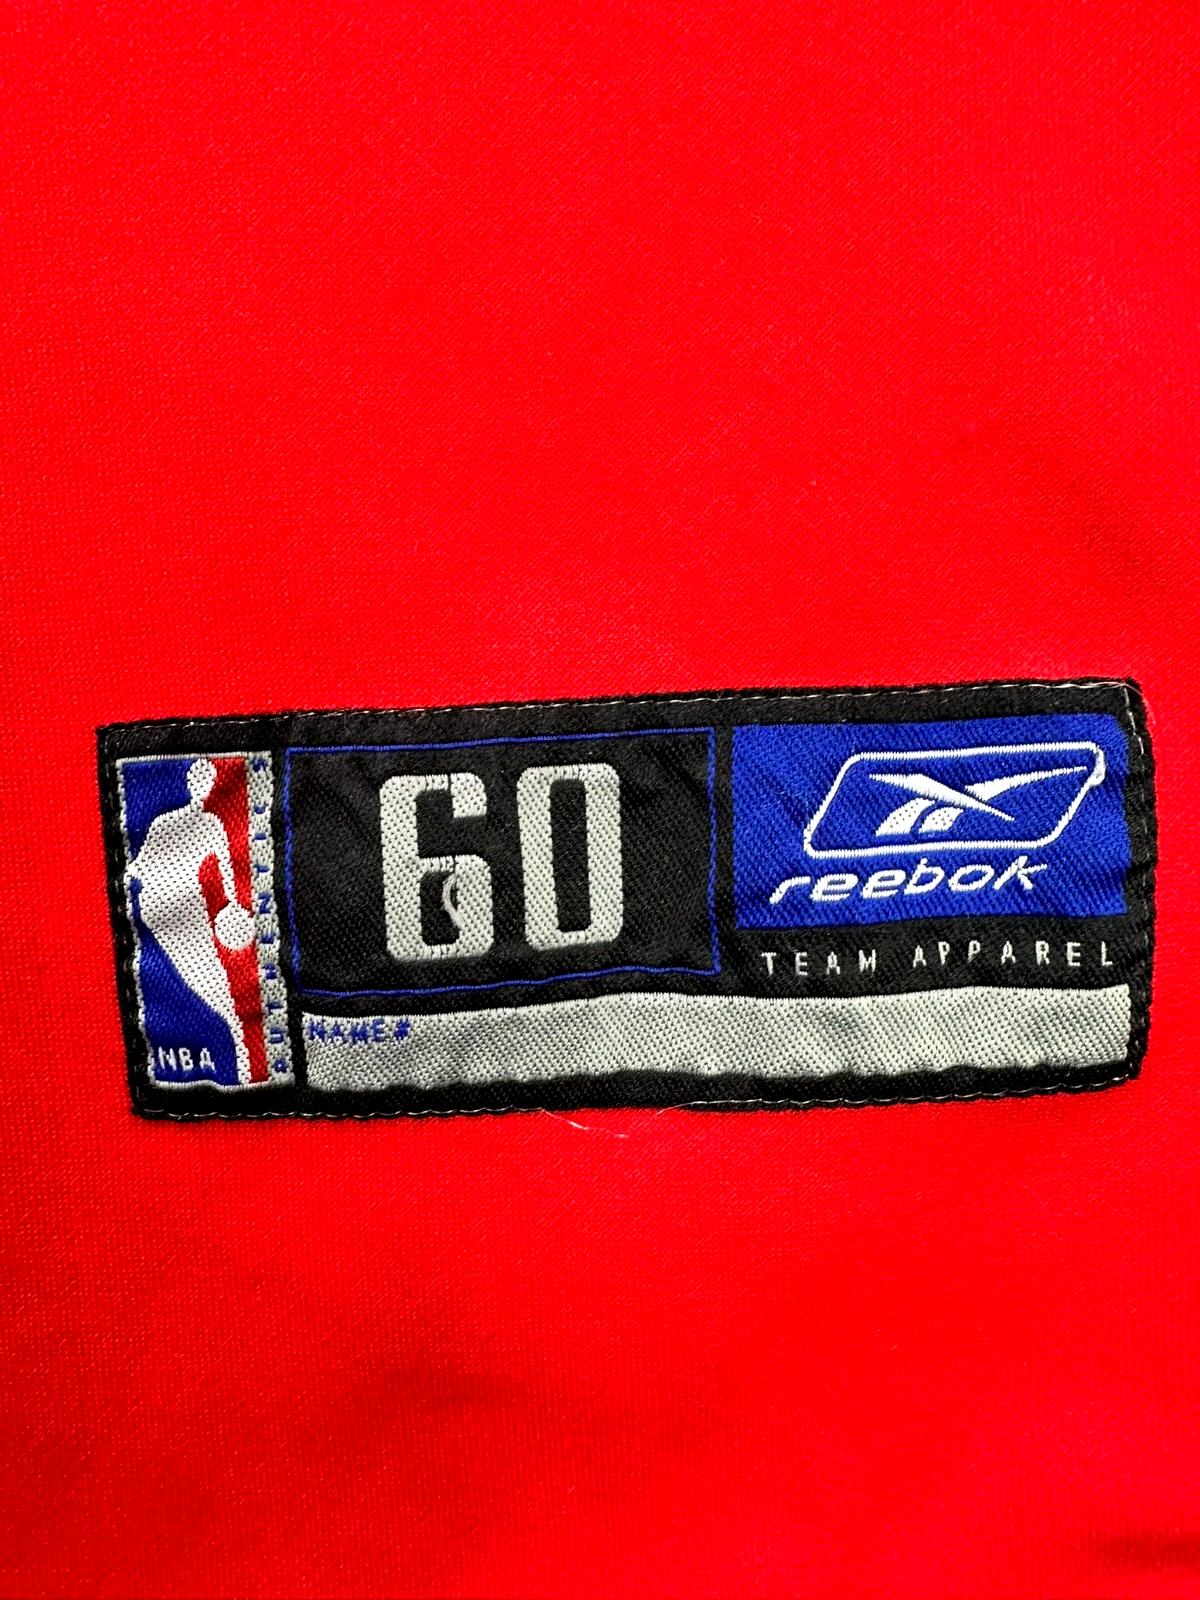 NBA
AUTHENTICS
60
reebok
TEAM APPAREL
NAME #